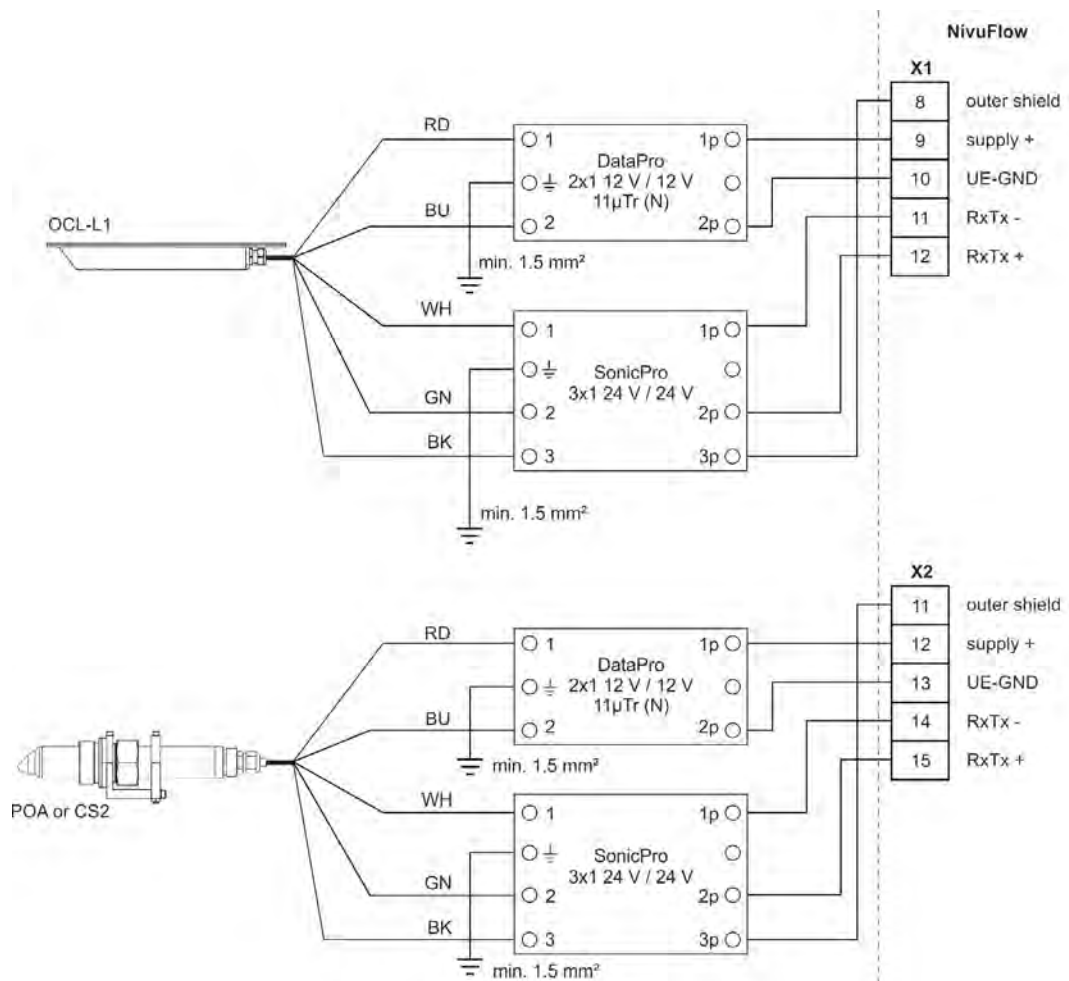 NivuFlow
X1
8 outer shield
RD
1 1p 9 supply +
DataPro
2x1 12 V / 12 V
11µTr (N)
10 UE-GND
OCL-L1
BU
2 2p 11 RxTx -
min. 1.5 mm²
12 RxTx +
WH
1 1p
SonicPro
3x1 24 V / 24 V
GN
2 2p
BK
3 3p
min. 1.5 mm²
X2
11 outer shield
RD
1 1p 12 supply +
DataPro
2x1 12 V / 12 V
11µTr (N)
13 UE-GND
BU
2 2p 14 RxTx -
min. 1.5 mm²
15 RxTx +
WH
1 1p
POA or CS2
SonicPro
3x1 24 V / 24 V
GN
2 2p
BK
3 3p
min. 1.5 mm²